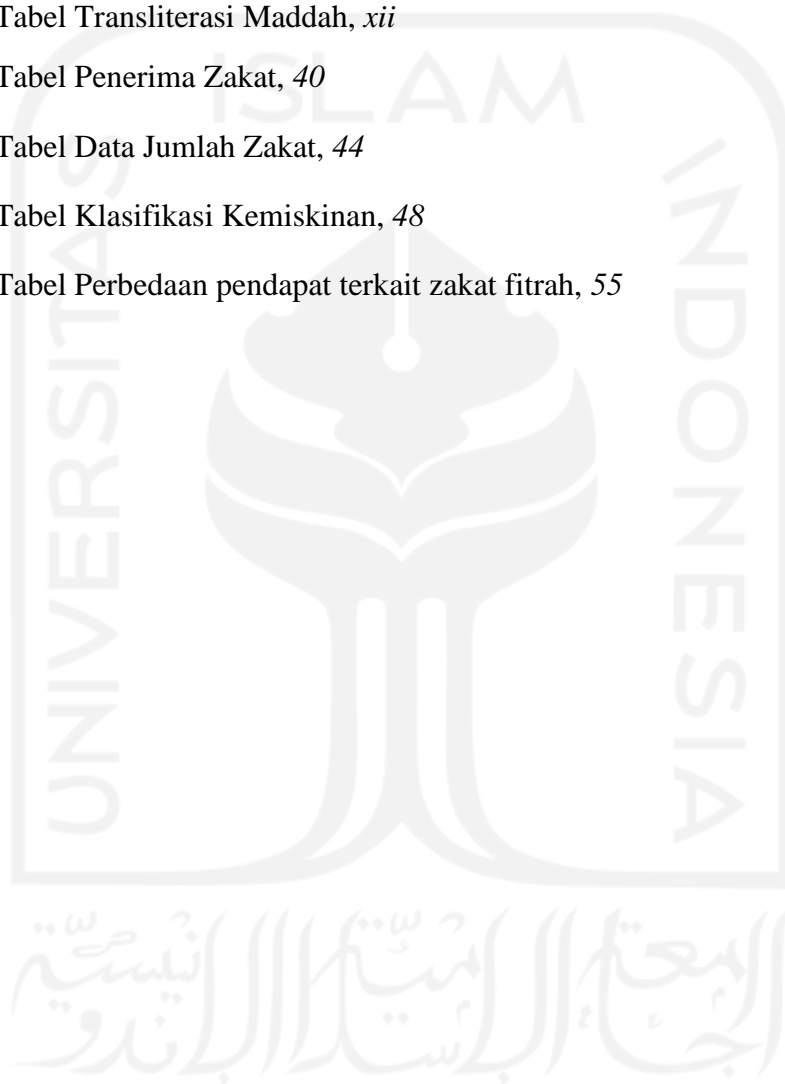 Tabel Transliterasi Maddah, xii
Tabel Penerima Zakat, 40
Tabel Data Jumlah Zakat, 44
Tabel Klasifikasi Kemiskinan, 48
Tabel Perbedaan pendapat terkait zakat fitrah, 55
ISLAM
UNIVERSITAS
INDONESIA